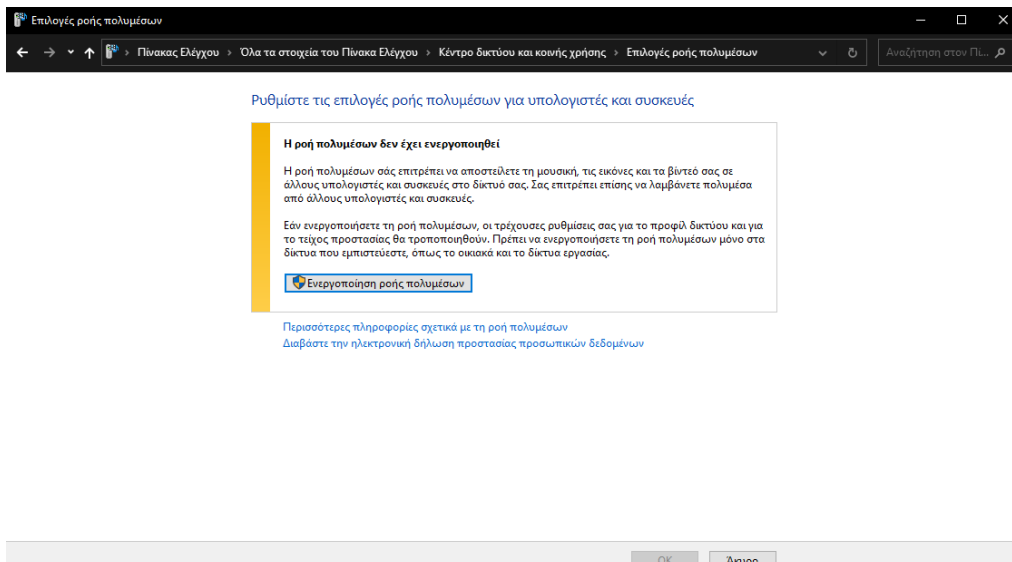 Επιλογές ροής πολυμέσων
Πίνακας Ελέγχου › Όλα τα στοιχεία του Πίνακα Ελέγχου › Κέντρο δικτύου και κοινής χρήσης › Επιλογές ροής πολυμέσων
Αναζήτηση στον Πί...
Ρυθμίστε τις επιλογές ροής πολυμέσων για υπολογιστές και συσκευές
Η ροή πολυμέσων δεν έχει ενεργοποιηθεί
Η ροή πολυμέσων σάς επιτρέπει να αποστείλετε τη μουσική, τις εικόνες και τα βίντεό σας σε
άλλους υπολογιστές και συσκευές στο δίκτυό σας. Σας επιτρέπει επίσης να λαμβάνετε πολυμέσα
από άλλους υπολογιστές και συσκευές.
Εάν ενεργοποιήσετε τη ροή πολυμέσων, οι τρέχουσες ρυθμίσεις σας για το προφίλ δικτύου και για
το τείχος προστασίας θα τροποποιηθούν. Πρέπει να ενεργοποιήσετε τη ροή πολυμέσων μόνο στα
δίκτυα που εμπιστεύεστε, όπως το οικιακά και το δίκτυα εργασίας.
Ενεργοποίηση ροής πολυμέσων
Περισσότερες πληροφορίες σχετικά με τη ροή πολυμέσων
Διαβάστε την ηλεκτρονική δήλωση προστασίας προσωπικών δεδομένων
OK Άκυρο